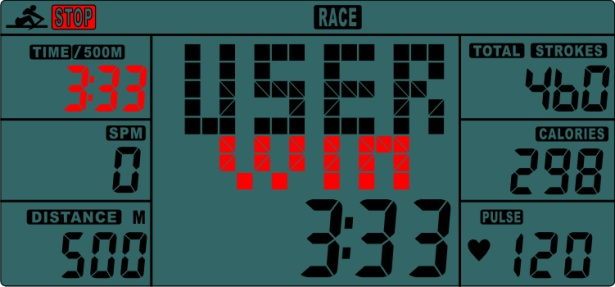 STOP RACE
TIME/500M
3:33
SPM
0
DISTANCE M
500
USER
WIN
3:33
TOTAL STROKES
460
CALORIES
298
PULSE
120